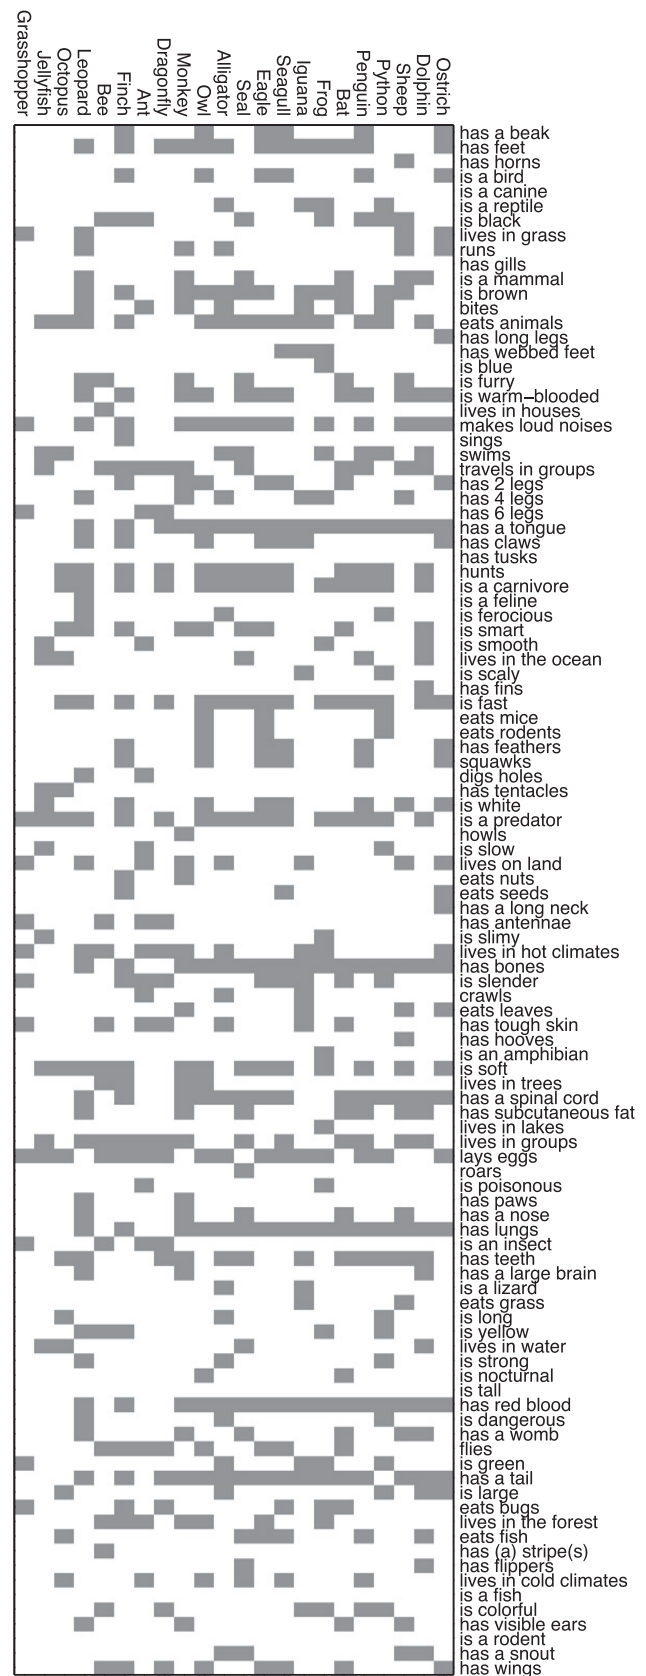 Grasshopper
Jellyfish
Octopus
Leopard
Bee
Finch
Ant
Dragonfly
Monkey
Owl
Alligator
Seal
Eagle
Seagull
Iguana
Frog
Bat
Penguin
Python
Sheep
Dolphin
Ostrich
has a beak
has feet
has horns
is a bird
is a canine
is a reptile
is black
lives in grass
runs
has gills
is a mammal
is brown
bites
eats animals
has long legs
has webbed feet
is blue
is furry
is warm−blooded
lives in houses
makes loud noises
sings
swims
travels in groups
has 2 legs
has 4 legs
has 6 legs
has a tongue
has claws
has tusks
hunts
is a carnivore
is a feline
is ferocious
is smart
is smooth
lives in the ocean
is scaly
has fins
is fast
eats mice
eats rodents
has feathers
squawks
digs holes
has tentacles
is white
is a predator
howls
is slow
lives on land
eats nuts
eats seeds
has a long neck
has antennae
is slimy
lives in hot climates
has bones
is slender
crawls
eats leaves
has tough skin
has hooves
is an amphibian
is soft
lives in trees
has a spinal cord
has subcutaneous fat
lives in lakes
lives in groups
lays eggs
roars
is poisonous
has paws
has a nose
has lungs
is an insect
has teeth
has a large brain
is a lizard
eats grass
is long
is yellow
lives in water
is strong
is nocturnal
is tall
has red blood
is dangerous
has a womb
flies
is green
has a tail
is large
eats bugs
lives in the forest
eats fish
has (a) stripe(s)
has flippers
lives in cold climates
is a fish
is colorful
has visible ears
is a rodent
has a snout
has wings